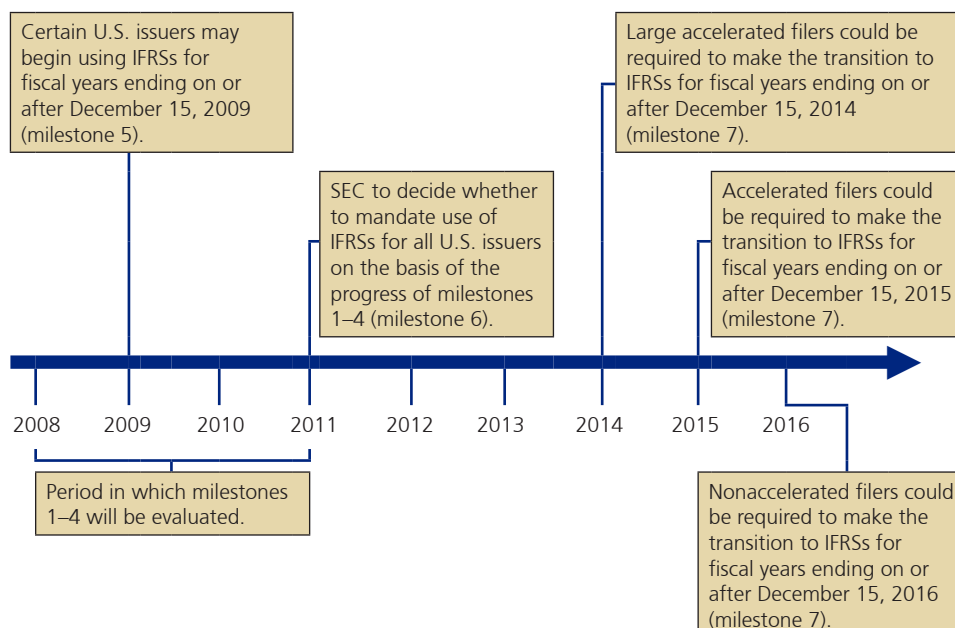 Certain U.S. issuers may
begin using IFRSs for
fiscal years ending on or
after December 15, 2009
(milestone 5).
Large accelerated filers could be
required to make the transition to
IFRSs for fiscal years ending on or
after December 15, 2014
(milestone 7).
SEC to decide whether
to mandate use of
IFRSs for all U.S. issuers
on the basis of the
progress of milestones
1–4 (milestone 6).
Accelerated filers could
be required to make the
transition to IFRSs for
fiscal years ending on or
after December 15, 2015
(milestone 7).
2008 2009 2010 2011 2012 2013 2014 2015 2016
Period in which milestones
1–4 will be evaluated.
Nonaccelerated filers could
be required to make the
transition to IFRSs for
fiscal years ending on or
after December 15, 2016
(milestone 7).